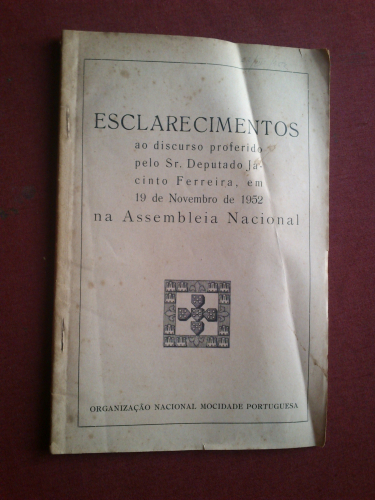 ESCLARECIMENTOS
ao discurso proferido
pelo Sr. Deputado Já-
cinto Ferreira, em
19 de Novembro de 1952
na Assembleia Nacional
ORGANIZAÇÃO NACIONAL MOCIDADE PORTUGUESA